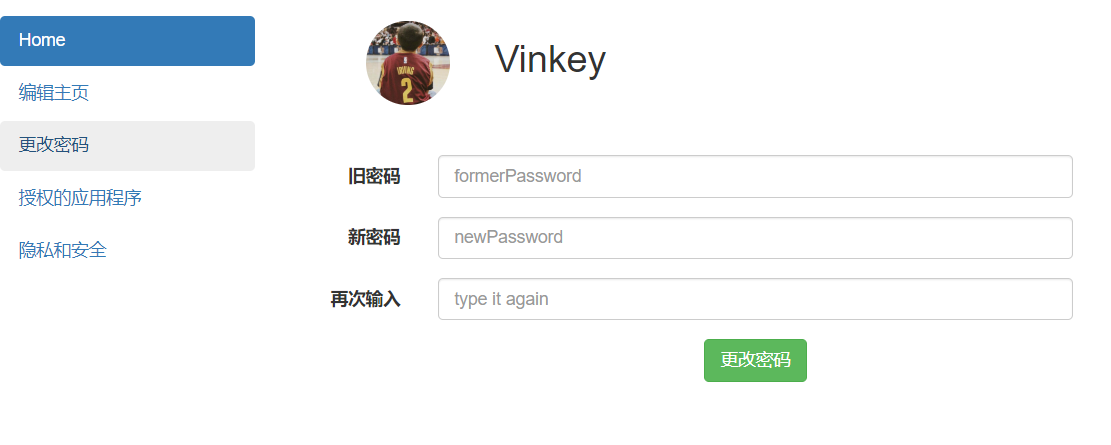 Home
编辑主页
更改密码
授权的应用程序
隐私和安全
Vinkey
旧密码 formerPassword
新密码 newPassword
再次输入 type it again
更改密码